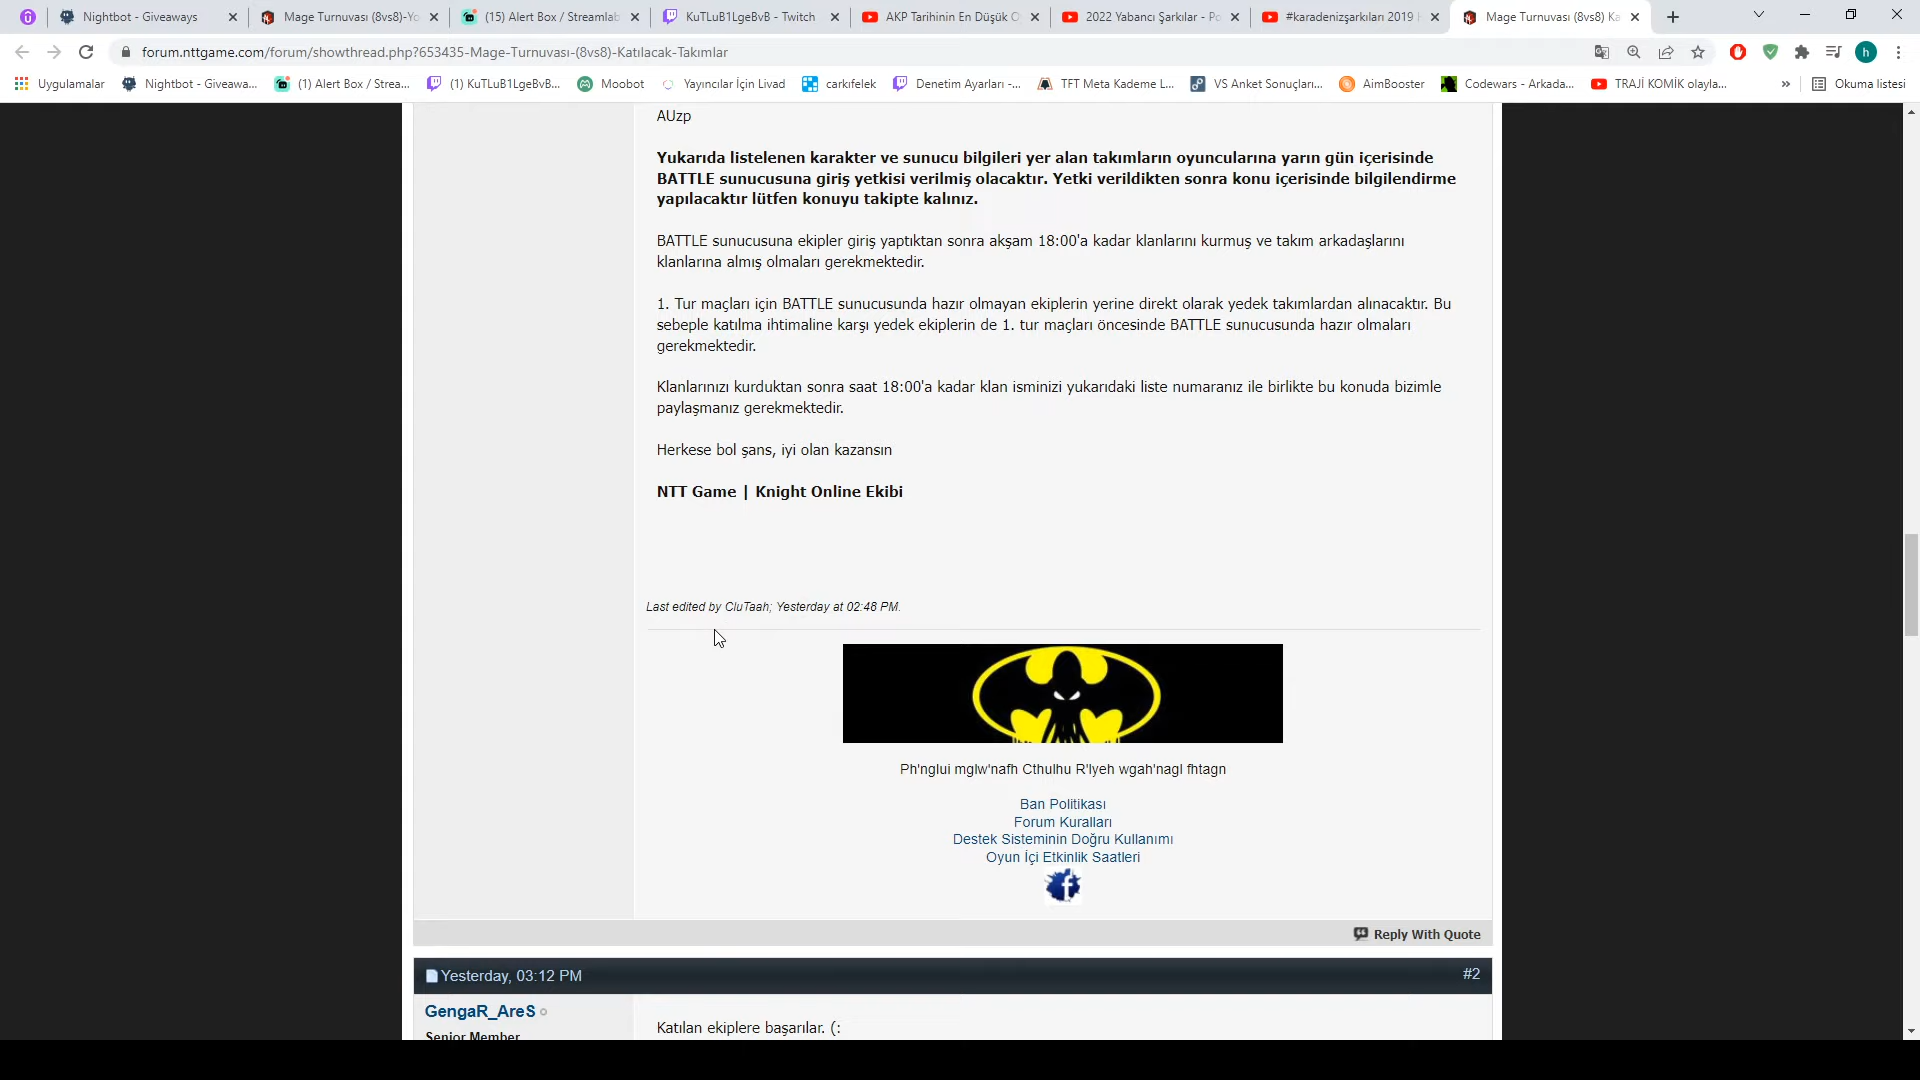 Nightbot - Giveaways
Mage Turnuvası (8vs8)-Yo
(15) Alert Box / Streamlab
KuTLuB1LgeBvB - Twitch
AKP Tarihinin En Düşük O
2022 Yabancı Şarkılar - Po
#karadenizşarkıları 2019
Mage Turnuvası (8vs8) Ka
forum.nttgame.com/forum/showthread.php?653435-Mage-Turnuvası-(8vs8)-Katılacak-Takımlar
h
Uygulamalar
Nightbot - Giveawa...
(1) Alert Box / Strea...
(1) KuTLuB1LgeBvB...
Moobot
Yayıncılar İçin Livad
carkıfelek
Denetim Ayarları -...
TFT Meta Kademe L...
VS Anket Sonuçları...
AimBooster
Codewars - Arkada...
TRAJİ KOMİK olayla...
»
Okuma listesi
AUzp
Yukarıda listelenen karakter ve sunucu bilgileri yer alan takımların oyuncularına yarın gün içerisinde
BATTLE sunucusuna giriş yetkisi verilmiş olacaktır. Yetki verildikten sonra konu içerisinde bilgilendirme
yapılacaktır lütfen konuyu takipte kalınız.
BATTLE sunucusuna ekipler giriş yaptıktan sonra akşam 18:00'a kadar klanlarını kurmuş ve takım arkadaşlarını
klanlarına almış olmaları gerekmektedir.
1. Tur maçları için BATTLE sunucusunda hazır olmayan ekiplerin yerine direkt olarak yedek takımlardan alınacaktır. Bu
sebeple katılma ihtimaline karşı yedek ekiplerin de 1. tur maçları öncesinde BATTLE sunucusunda hazır olmaları
gerekmektedir.
Klanlarınızı kurduktan sonra saat 18:00'a kadar klan isminizi yukarıdaki liste numaranız ile birlikte bu konuda bizimle
paylaşmanız gerekmektedir.
Herkese bol şans, iyi olan kazansın
NTT Game | Knight Online Ekibi
Last edited by CluTaah; Yesterday at 02:48 PM.
Ph'nglui mglw'nafh Cthulhu R'lyeh wgah'nagl fhtagn
Ban Politikası
Forum Kuralları
Destek Sisteminin Doğru Kullanımı
Oyun İçi Etkinlik Saatleri
f
Reply With Quote
Yesterday, 03:12 PM
#2
GengaR_AreS
Katılan ekiplere başarılar. (:
Senior Member